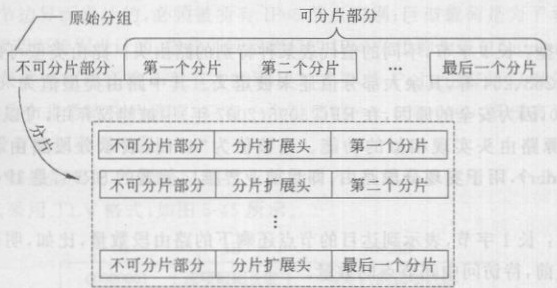 原始分组
可分片部分
不可分片部分 第一个分片 第二个分片 … 最后一个分片
分片
不可分片部分 分片扩展头 第一个分片
不可分片部分 分片扩展头 第二个分片
⋮
不可分片部分 分片扩展头 最后一个分片